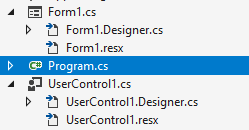 Form1.cs
Form1.Designer.cs
Form1.resx
Program.cs
UserControl1.cs
UserControl1.Designer.cs
UserControl1.resx